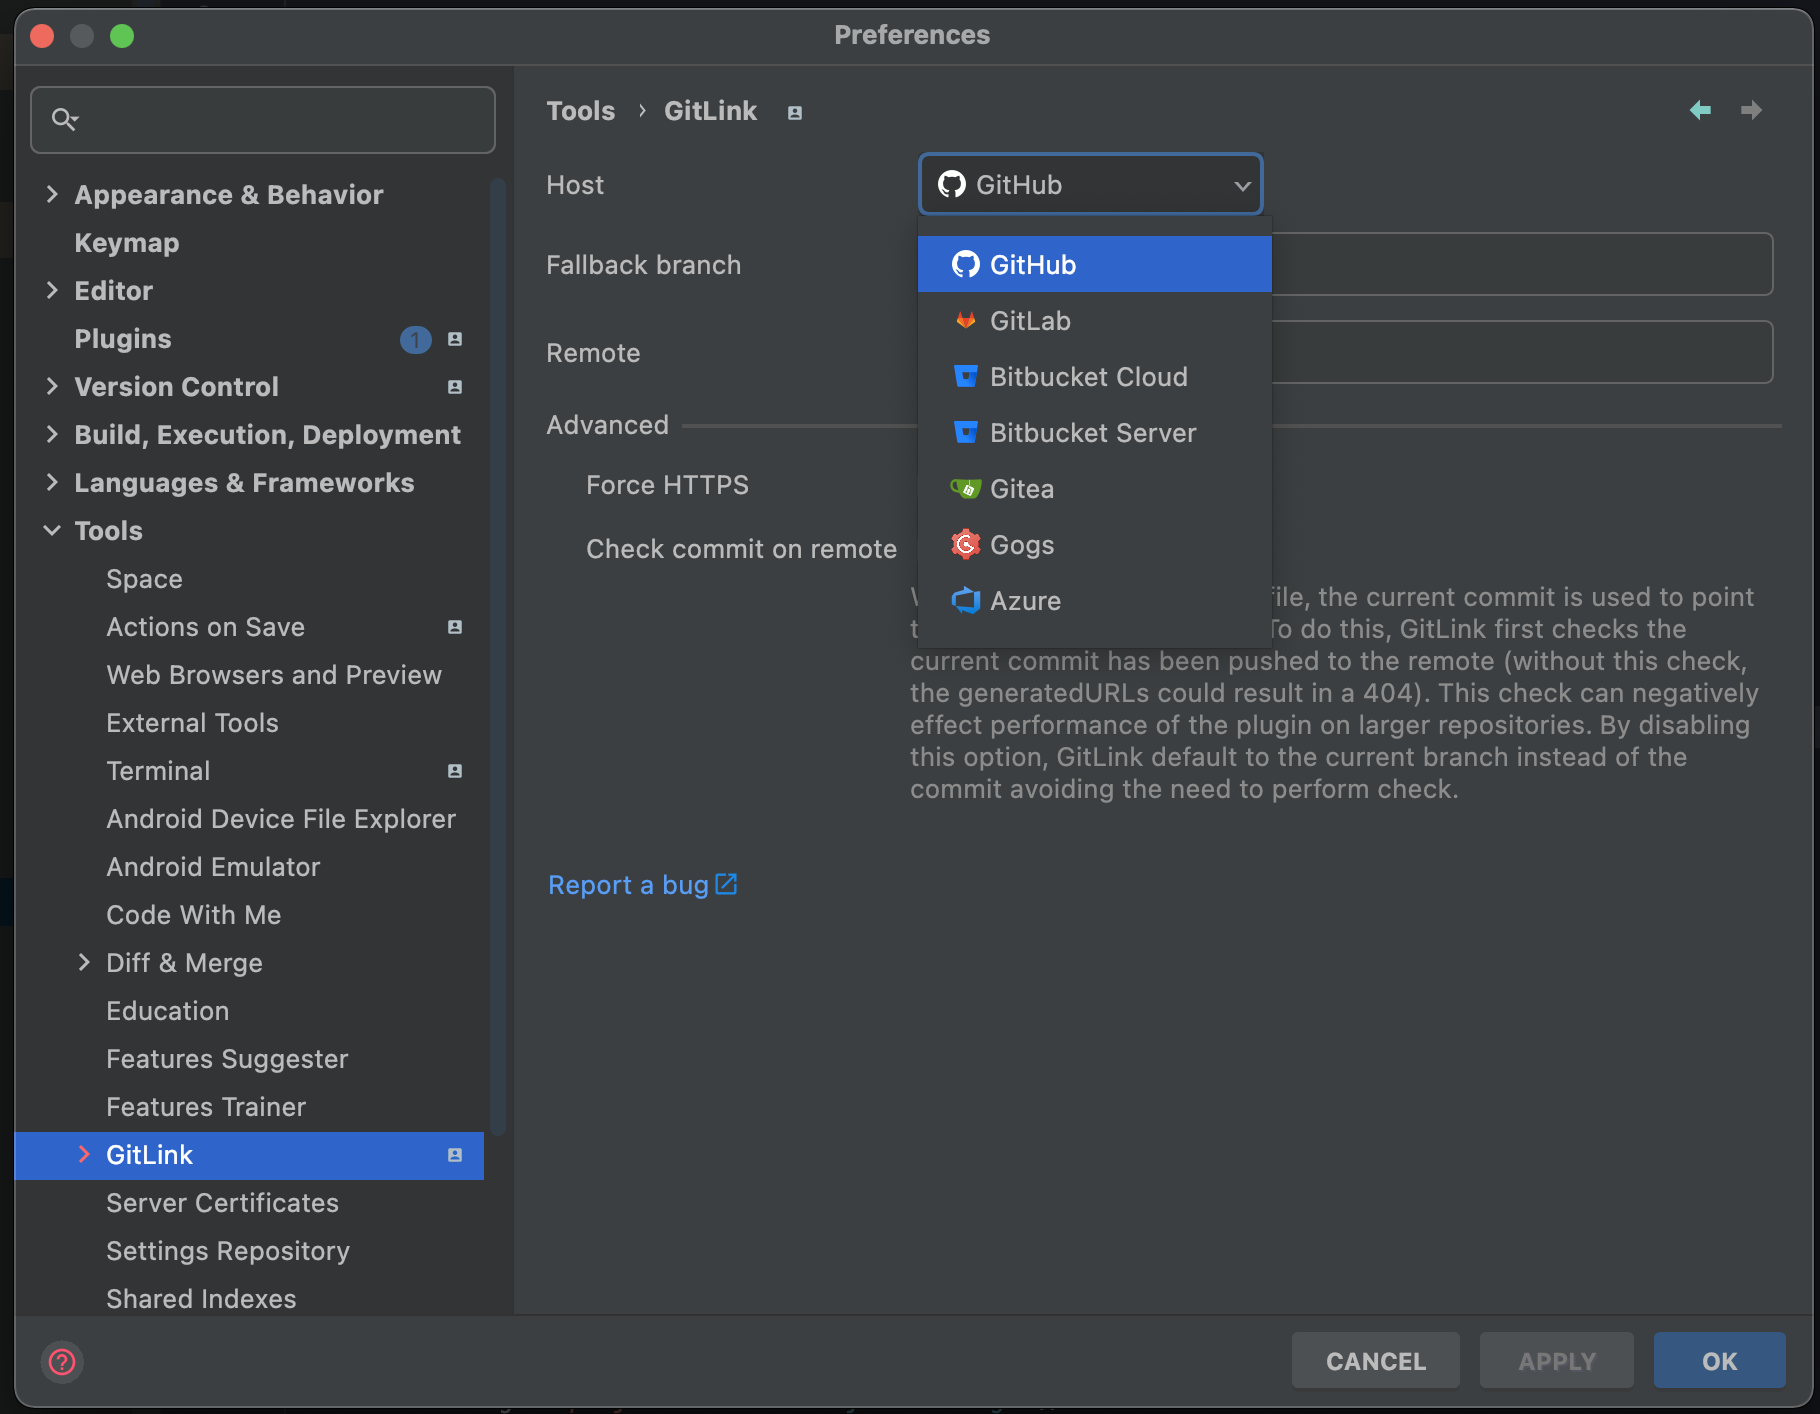 Preferences
Appearance & Behavior
Keymap
Editor
Plugins 1
Version Control
Build, Execution, Deployment
Languages & Frameworks
Tools
Space
Actions on Save
Web Browsers and Preview
External Tools
Terminal
Android Device File Explorer
Android Emulator
Code With Me
Diff & Merge
Education
Features Suggester
Features Trainer
GitLink
Server Certificates
Settings Repository
Shared Indexes
Tools › GitLink
Host
GitHub
Fallback branch
Remote
Advanced
Force HTTPS
Check commit on remote
GitHub
GitLab
Bitbucket Cloud
Bitbucket Server
Gitea
Gogs
Azure
file, the current commit is used to point
To do this, GitLink first checks the
current commit has been pushed to the remote (without this check,
the generatedURLs could result in a 404). This check can negatively
effect performance of the plugin on larger repositories. By disabling
this option, GitLink default to the current branch instead of the
commit avoiding the need to perform check.
Report a bug
?
CANCEL
APPLY
OK